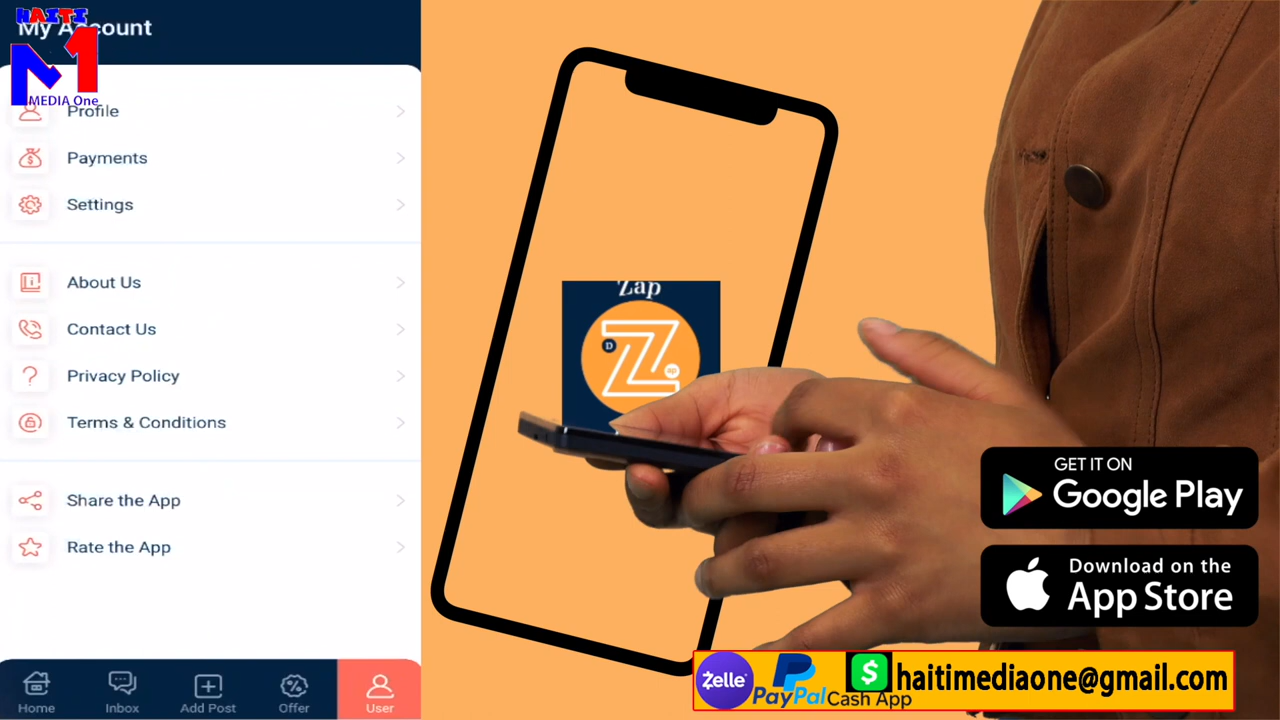 HAITI
My Account
M1
MEDIA One
Profile
Payments
Settings
About Us
Contact Us
Privacy Policy
Terms & Conditions
Share the App
Rate the App
Home
Inbox
Add Post
Offer
User
Zap
D
Z
GET IT ON
Google Play
Download on the
App Store
Zelle
PayPal
$
Cash App
haitimediaone@gmail.com